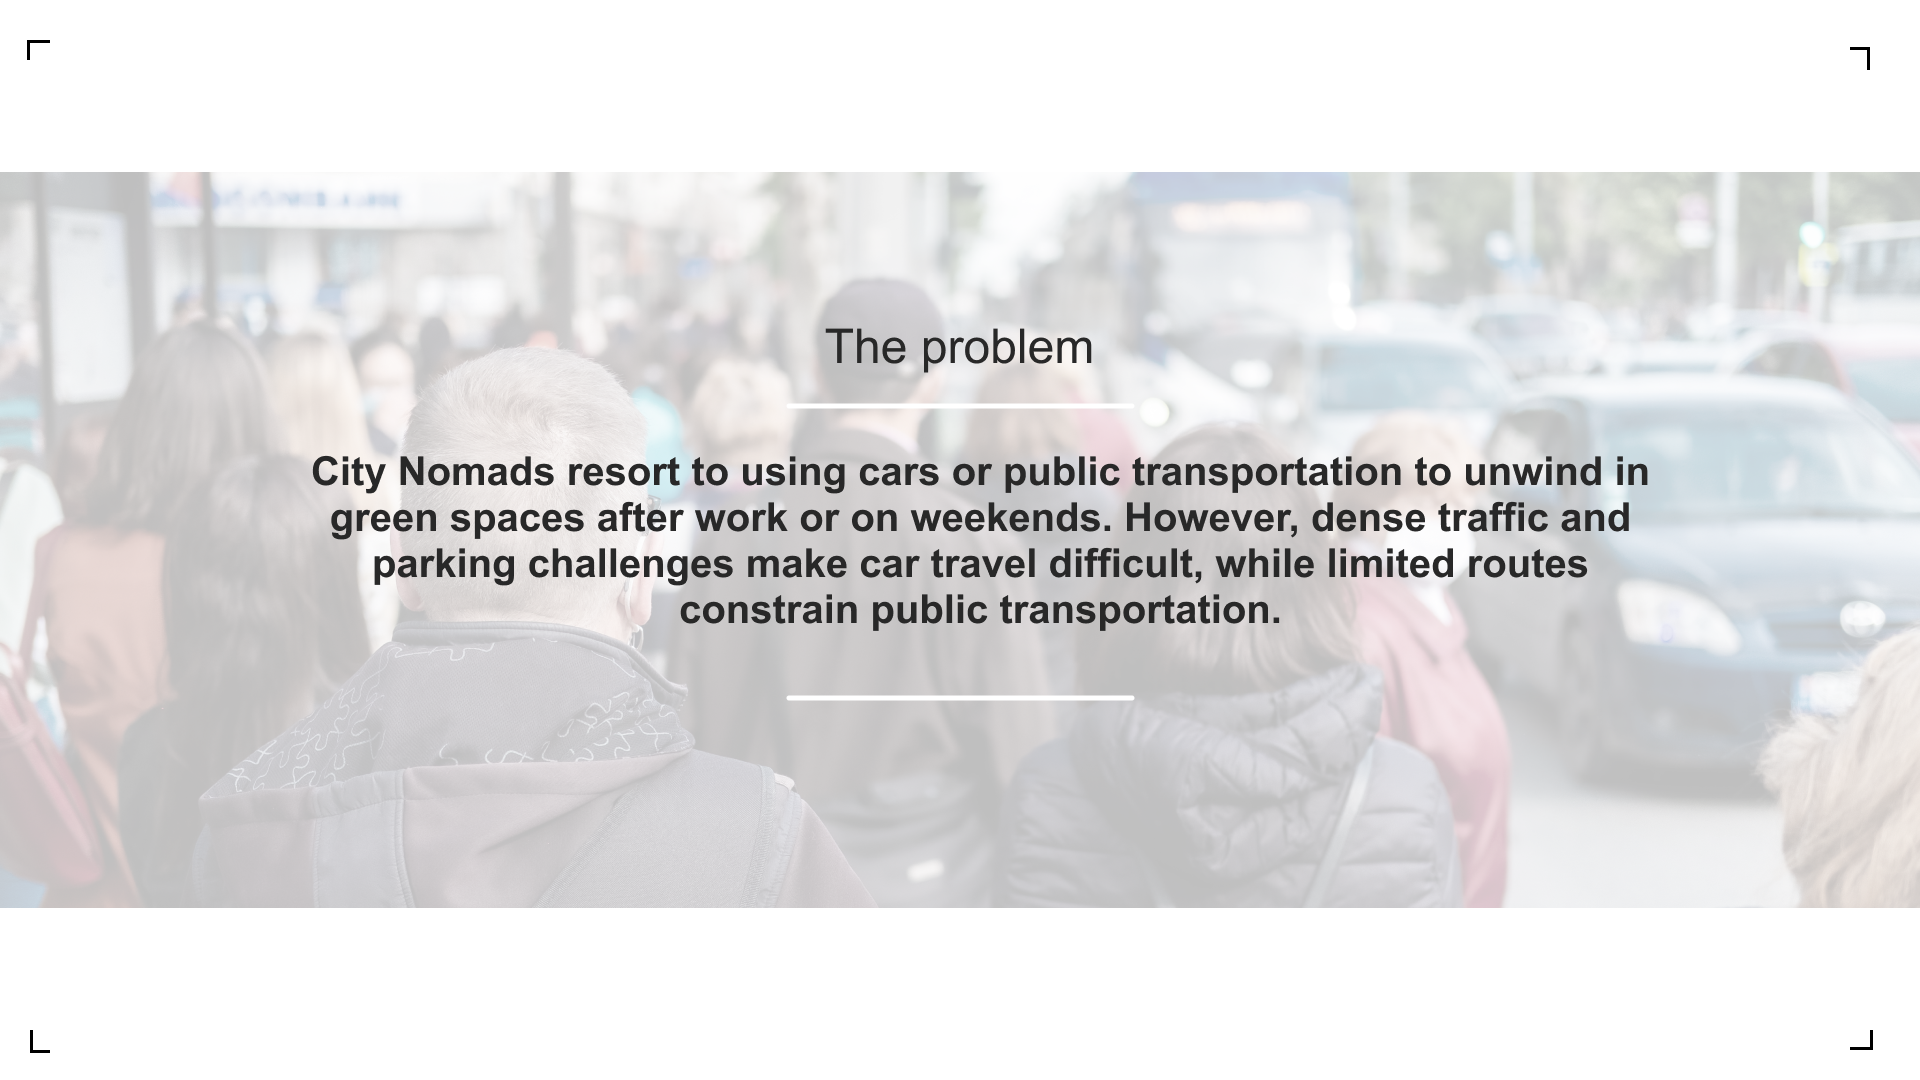 The problem
City Nomads resort to using cars or public transportation to unwind in
green spaces after work or on weekends. However, dense traffic and
parking challenges make car travel difficult, while limited routes
constrain public transportation.